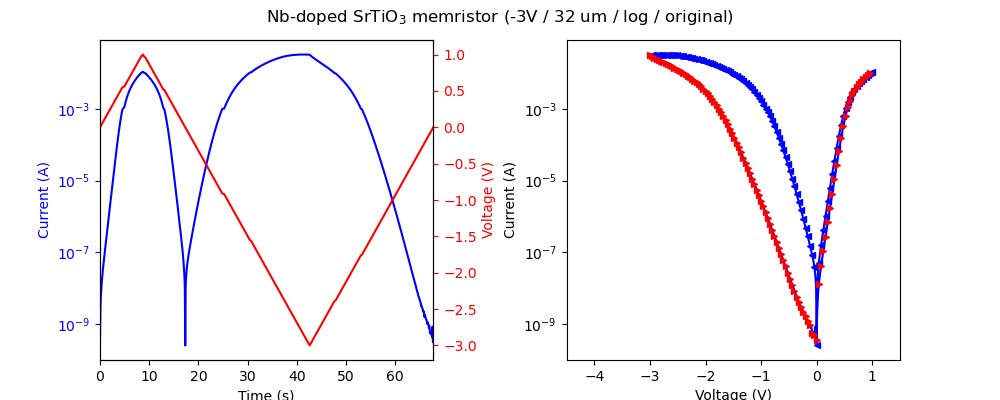 Nb-doped SrTiO₃ memristor (-3V / 32 um / log / original)
Current (A)
10⁻³
10⁻⁵
10⁻⁷
10⁻⁹
0 10 20 30 40 50 60
Time (s)
1.0
0.5
0.0
−0.5
−1.0
−1.5
−2.0
−2.5
−3.0
Voltage (V)
Current (A)
10⁻³
10⁻⁵
10⁻⁷
10⁻⁹
−4 −3 −2 −1 0 1
Voltage (V)